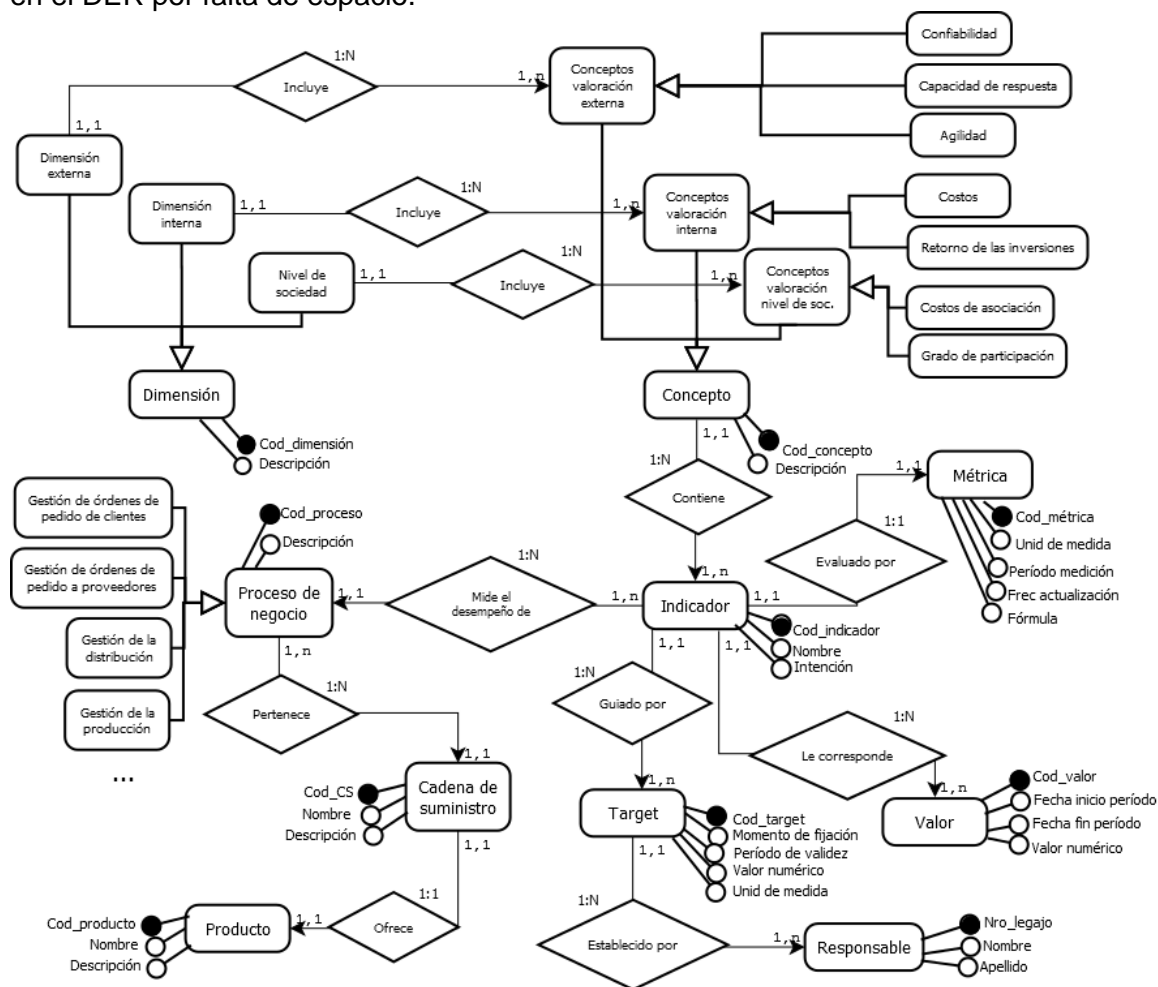 en el DER por falta de espacio.
Confiabilidad
1:N
Incluye
1,n
Conceptos
valoración
externa
Capacidad de respuesta
1,1
Agilidad
Dimensión
externa
Dimensión
interna
1,1
1:N
Incluye
1,n
Conceptos
valoración
interna
Costos
Retorno de las inversiones
Nivel de
sociedad
1,1
1:N
Incluye
1,n
Conceptos
valoración
nivel de soc.
Costos de asociación
Grado de participación
Dimensión
Cod_dimensión
Descripción
Concepto
1,1
Cod_concepto
Descripción
1:N
Contiene
1,n
1,1
Métrica
Cod_métrica
Unid de medida
Período medición
Frec actualización
Fórmula
1:1
Evaluado por
Gestión de órdenes de
pedido de clientes
Gestión de órdenes de
pedido a proveedores
Gestión de la
distribución
Gestión de la
producción
...
Cod_proceso
Descripción
Proceso de
negocio
1,1
1:N
Mide el
desempeño de
1,n
Indicador
1,1
Cod_indicador
Nombre
Intención
1,1
1,1
1,n
1:N
Pertenece
1,1
1:N
Guiado por
1,n
1:N
Le corresponde
1,n
Cod_CS
Nombre
Descripción
Cadena de
suministro
1,1
Target
Cod_target
Momento de fijación
Período de validez
Valor numérico
Unid de medida
1,1
Valor
Cod_valor
Fecha inicio período
Fecha fin período
Valor numérico
Cod_producto
Nombre
Descripción
Producto
1,1
1:1
Ofrece
1:N
Establecido por
1,n
Responsable
Nro_legajo
Nombre
Apellido